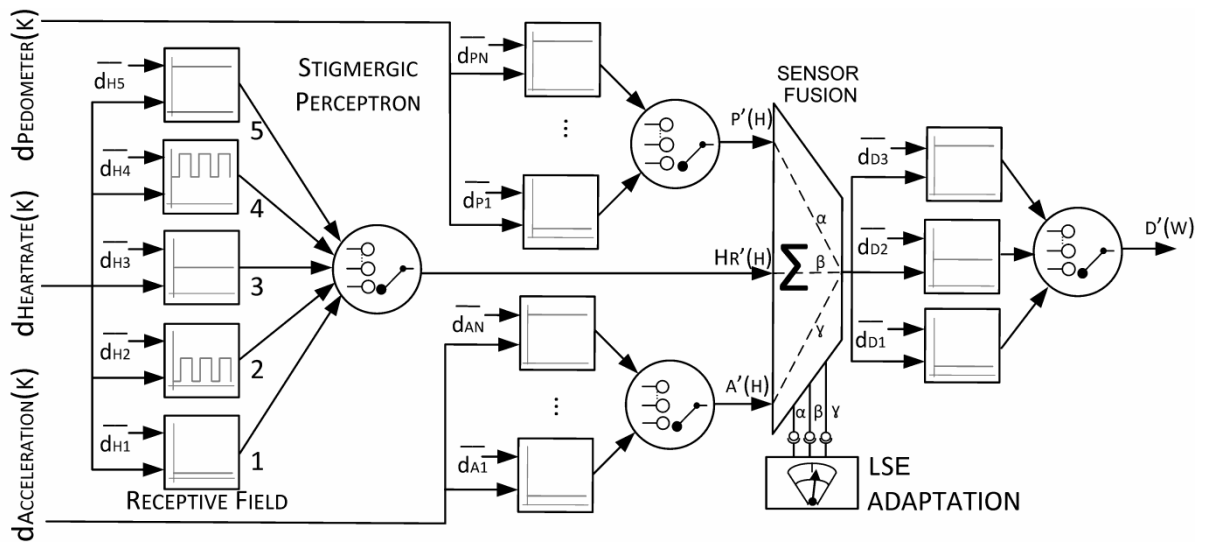 dPEDOMETER(K)
dHEARTRATE(K)
dACCELERATION(K)
dH5
5
dH4
4
dH3
3
dH2
2
dH1
1
RECEPTIVE FIELD
STIGMERGIC
PERCEPTRON
dPN
...
dP1
P'(H)
HR'(H)
dAN
...
dA1
A'(H)
SENSOR
FUSION
α
Σ β
γ
α β γ
LSE
ADAPTATION
dD3
dD2
dD1
D'(W)